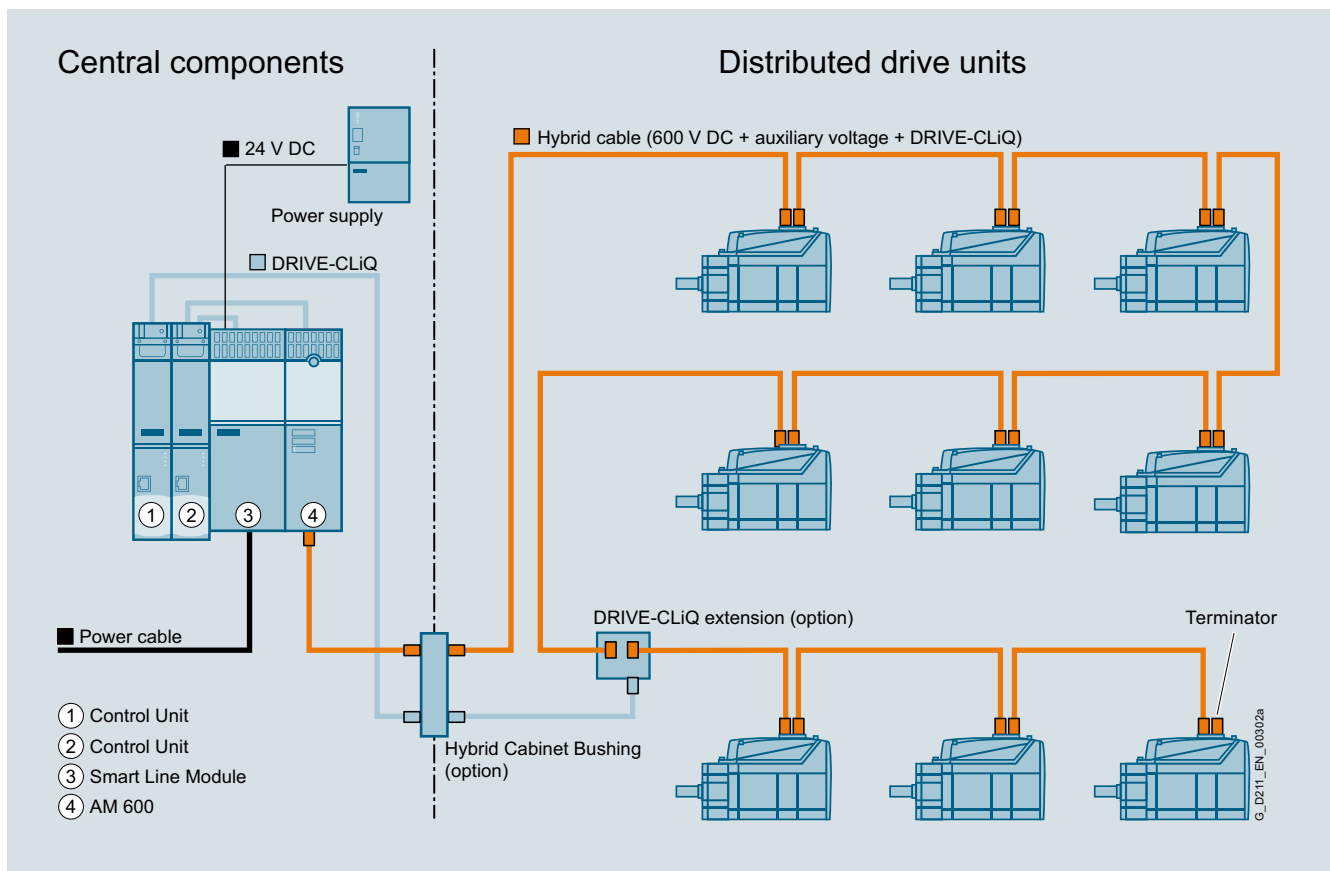 Central components
Distributed drive units
24 V DC
Power supply
Hybrid cable (600 V DC + auxiliary voltage + DRIVE-CLiQ)
DRIVE-CLiQ
1
2
3
4
Power cable
DRIVE-CLiQ extension (option)
Terminator
1 Control Unit
2 Control Unit
3 Smart Line Module
4 AM 600
Hybrid Cabinet Bushing
(option)
G_D211_EN_00302a